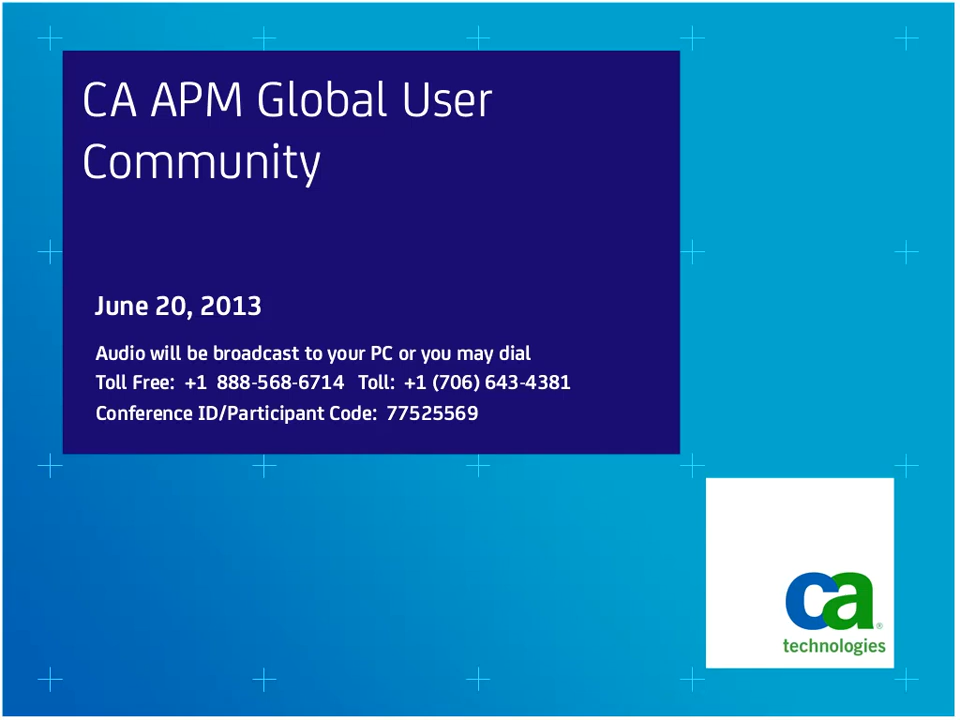 CA APM Global User
Community
June 20, 2013
Audio will be broadcast to your PC or you may dial
Toll Free:  +1  888-568-6714   Toll:  +1 (706) 643-4381
Conference ID/Participant Code:  77525569
ca®
technologies